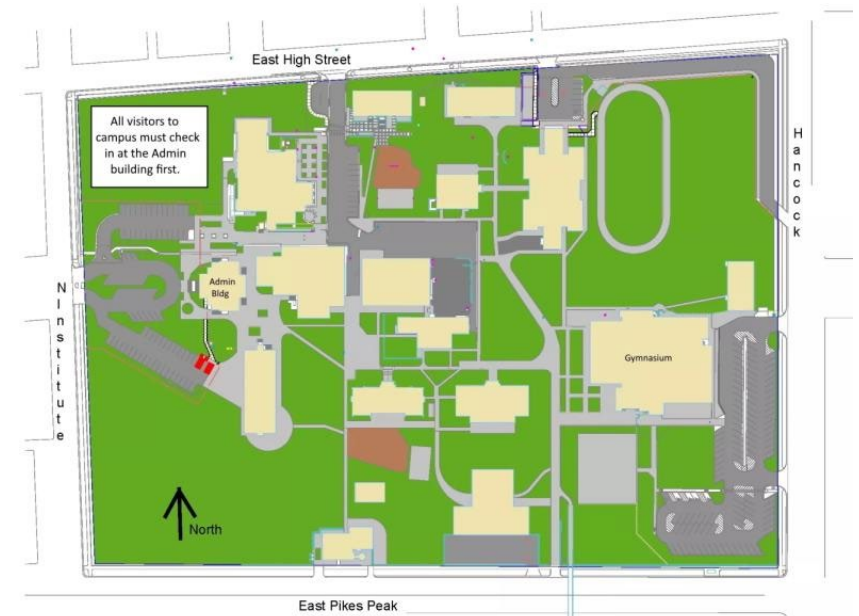 East High Street
All visitors to
campus must check
in at the Admin
building first.
Hancock
N Institute
Admin
Bldg
Gymnasium
North
East Pikes Peak